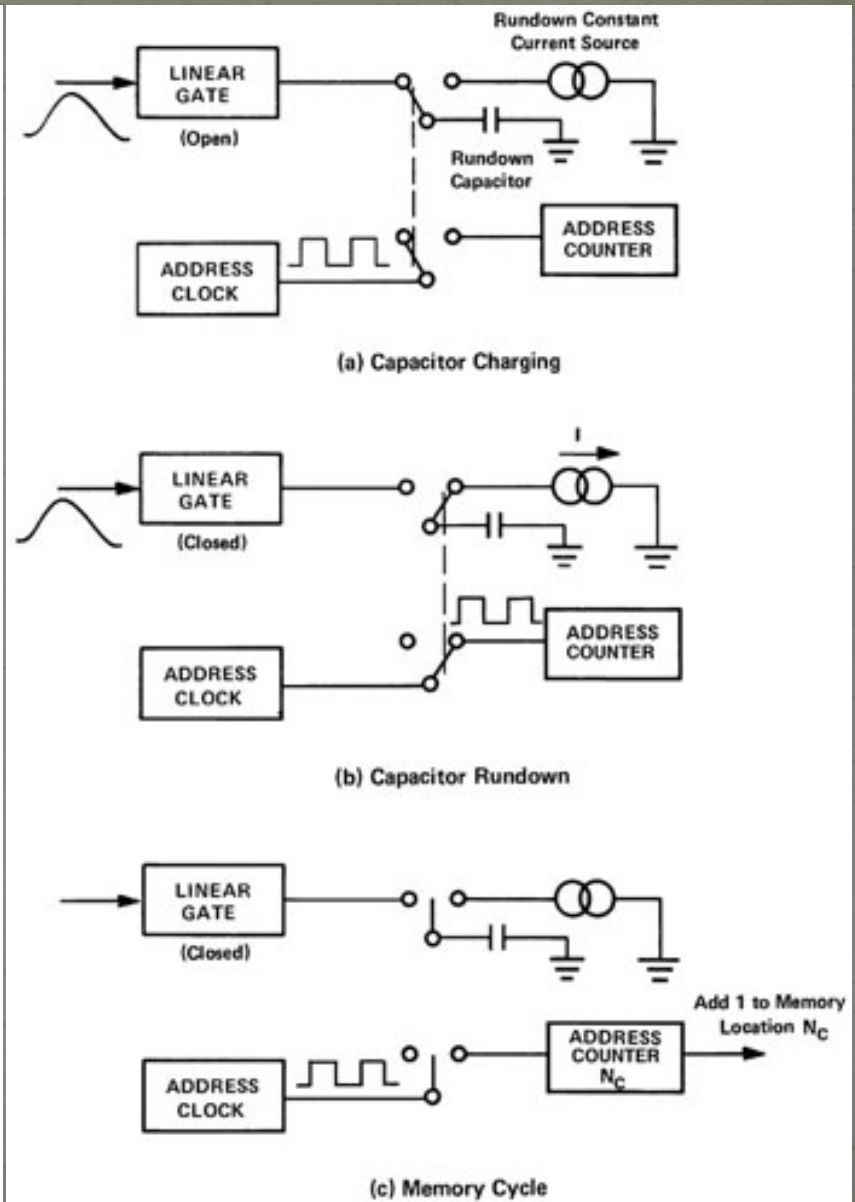 Rundown Constant
Current Source
LINEAR
GATE
(Open)
Rundown
Capacitor
ADDRESS
CLOCK
ADDRESS
COUNTER
(a) Capacitor Charging
I
LINEAR
GATE
(Closed)
ADDRESS
CLOCK
ADDRESS
COUNTER
(b) Capacitor Rundown
LINEAR
GATE
(Closed)
Add 1 to Memory
Location NC
ADDRESS
COUNTER
NC
ADDRESS
CLOCK
(c) Memory Cycle